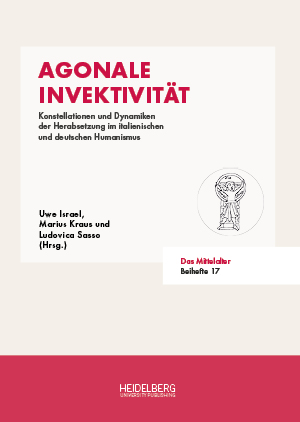 AGONALE
INVEKTIVITÄT
Konstellationen und Dynamiken
der Herabsetzung im italienischen
und deutschen Humanismus
Uwe Israel,
Marius Kraus und
Ludovica Sasso
(Hrsg.)
Das Mittelalter
Beihefte 17
HEIDELBERG
UNIVERSITY PUBLISHING